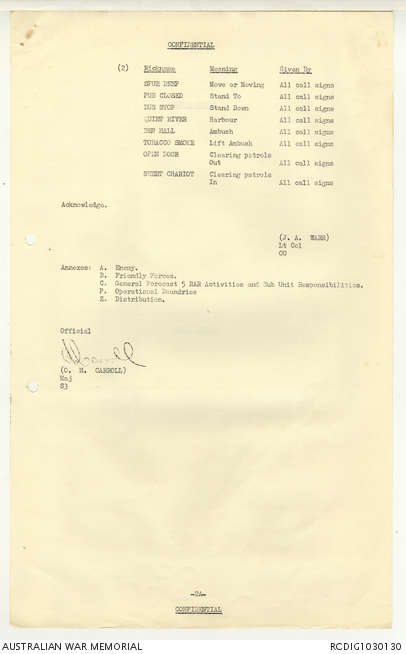 CONFIDENTIAL
(2) Nickname Meaning Given By
SPUR DEEP Move or Moving All call signs
PUB CLOSED Stand To All call signs
BUS STOP Stand Down All call signs
QUIET RIVER Harbour All call signs
DEN HALL Ambush All call signs
TOBACCO SMOKE Lift Ambush All call signs
OPEN DOOR Clearing patrols
Out All call signs
SWEET CHARIOT Clearing patrols
In All call signs
Acknowledge.
(J. A. WARR)
Lt Col
CO
Annexes: A. Enemy.
B. Friendly Forces.
C. General Forecast 5 RAR Activities and Sub Unit Responsibilities.
P. Operational Boundries
Z. Distribution.
Official
(O. M. CARROLL)
Maj
S3
-2A-
CONFIDENTIAL
AUSTRALIAN WAR MEMORIAL RCDIG1030130